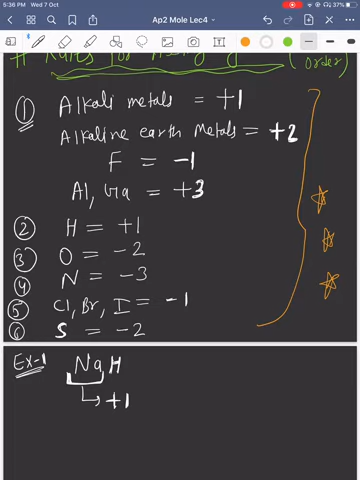 5:36 PM Wed 7 Oct
37%
Ap2 Mole Lec4
# Rules for
(order)
① Alkali metals = +1
Alkaline earth Metals = +2
F = -1
Al, Ga = +3
② H = +1
③ O = -2
④ N = -3
⑤ Cl, Br, I = -1
⑥ S = -2
Ex-1 NaH
+1